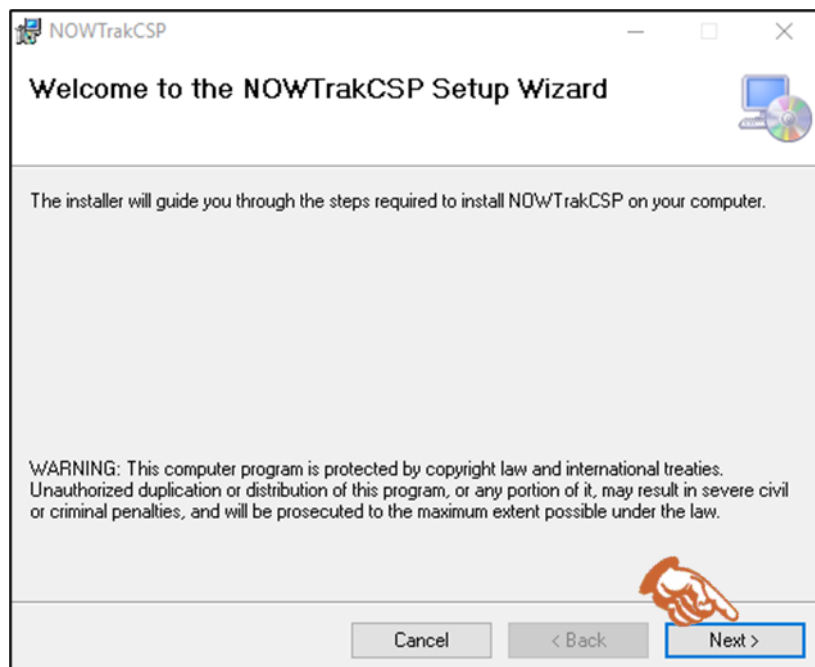 NOWTrakCSP
Welcome to the NOWTrakCSP Setup Wizard
The installer will guide you through the steps required to install NOWTrakCSP on your computer.
WARNING: This computer program is protected by copyright law and international treaties.
Unauthorized duplication or distribution of this program, or any portion of it, may result in severe civil
or criminal penalties, and will be prosecuted to the maximum extent possible under the law.
Cancel
< Back
Next >